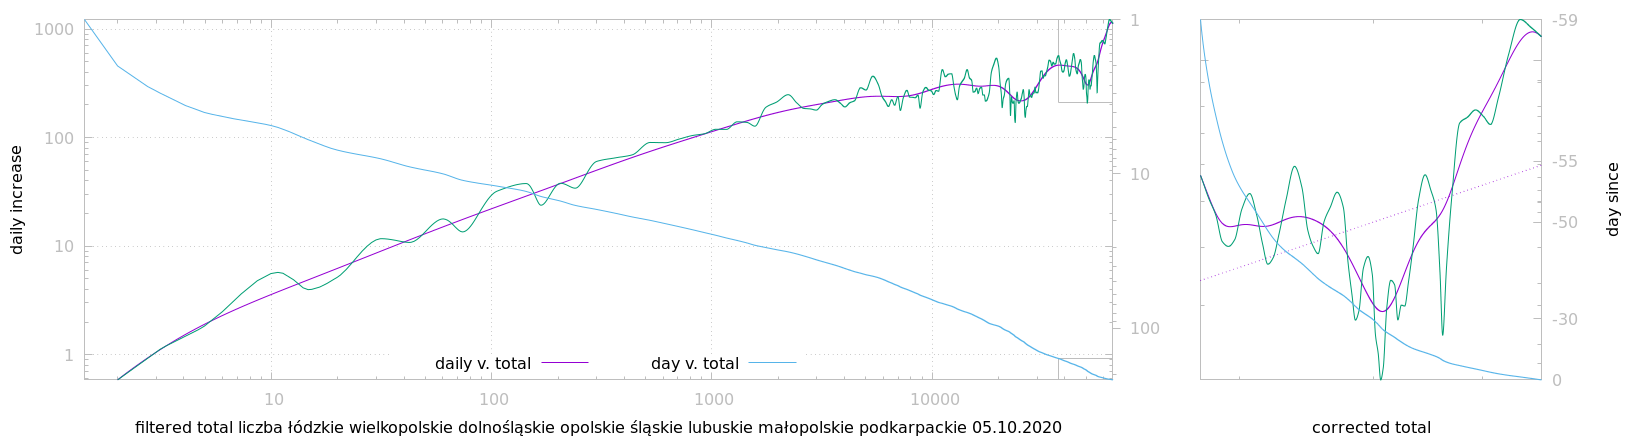 daily increase
1000
100
10
1
daily v. total
day v. total
10
100
1000
10000
1
10
100
filtered total liczba łódzkie wielkopolskie dolnośląskie opolskie śląskie lubuskie małopolskie podkarpackie 05.10.2020
-59
-55
-50
-30
0
day since
corrected total